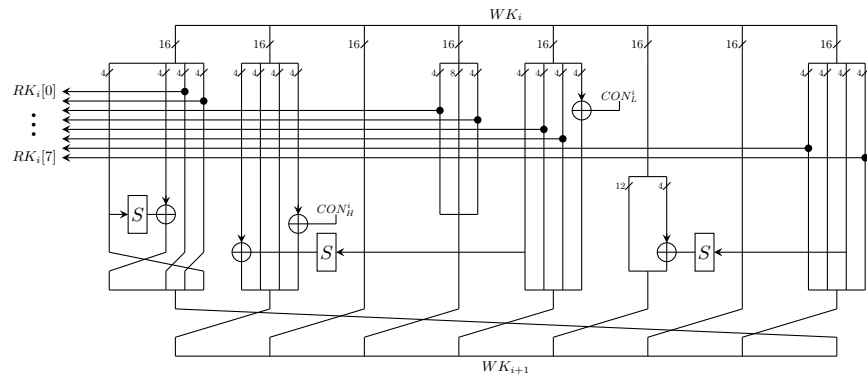 WK_i
16 16 16 16 16 16 16 16
4 4 4 4 4 4 4 4 4 8 4 4 4 4 4 4 4 4 4
RK_i[0]
CON_L^i
⋮
RK_i[7]
12 4
S
CON_H^i
S S
WK_{i+1}